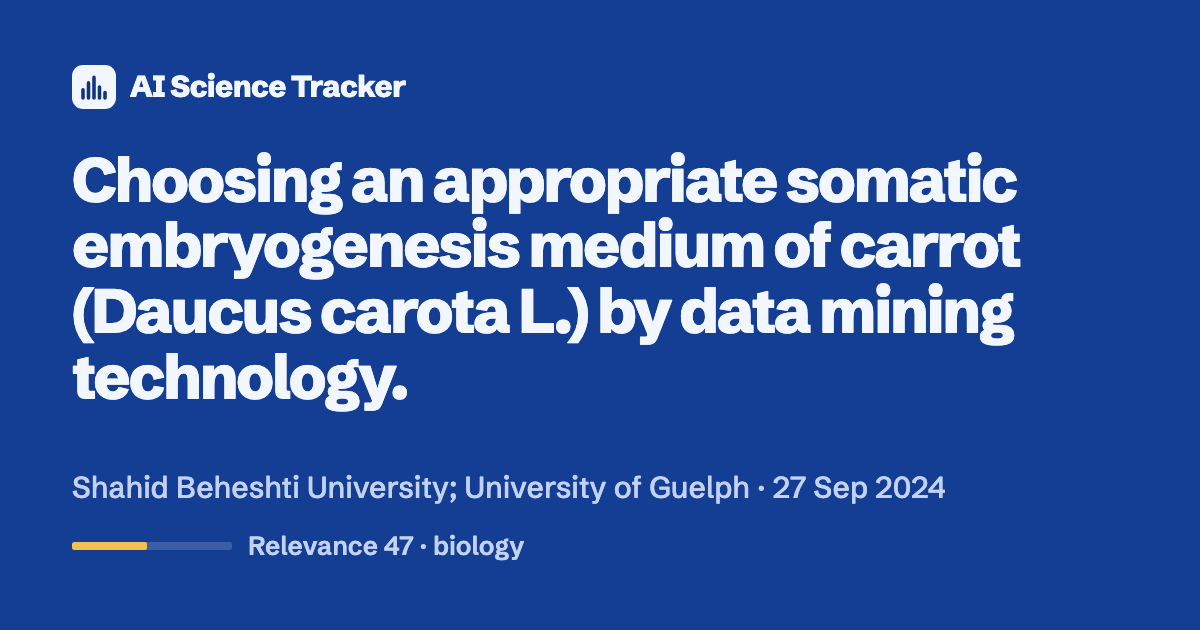 AI Science Tracker
Choosing an appropriate somatic
embryogenesis medium of carrot
(Daucus carota L.) by data mining
technology.
Shahid Beheshti University; University of Guelph · 27 Sep 2024
Relevance 47 · biology